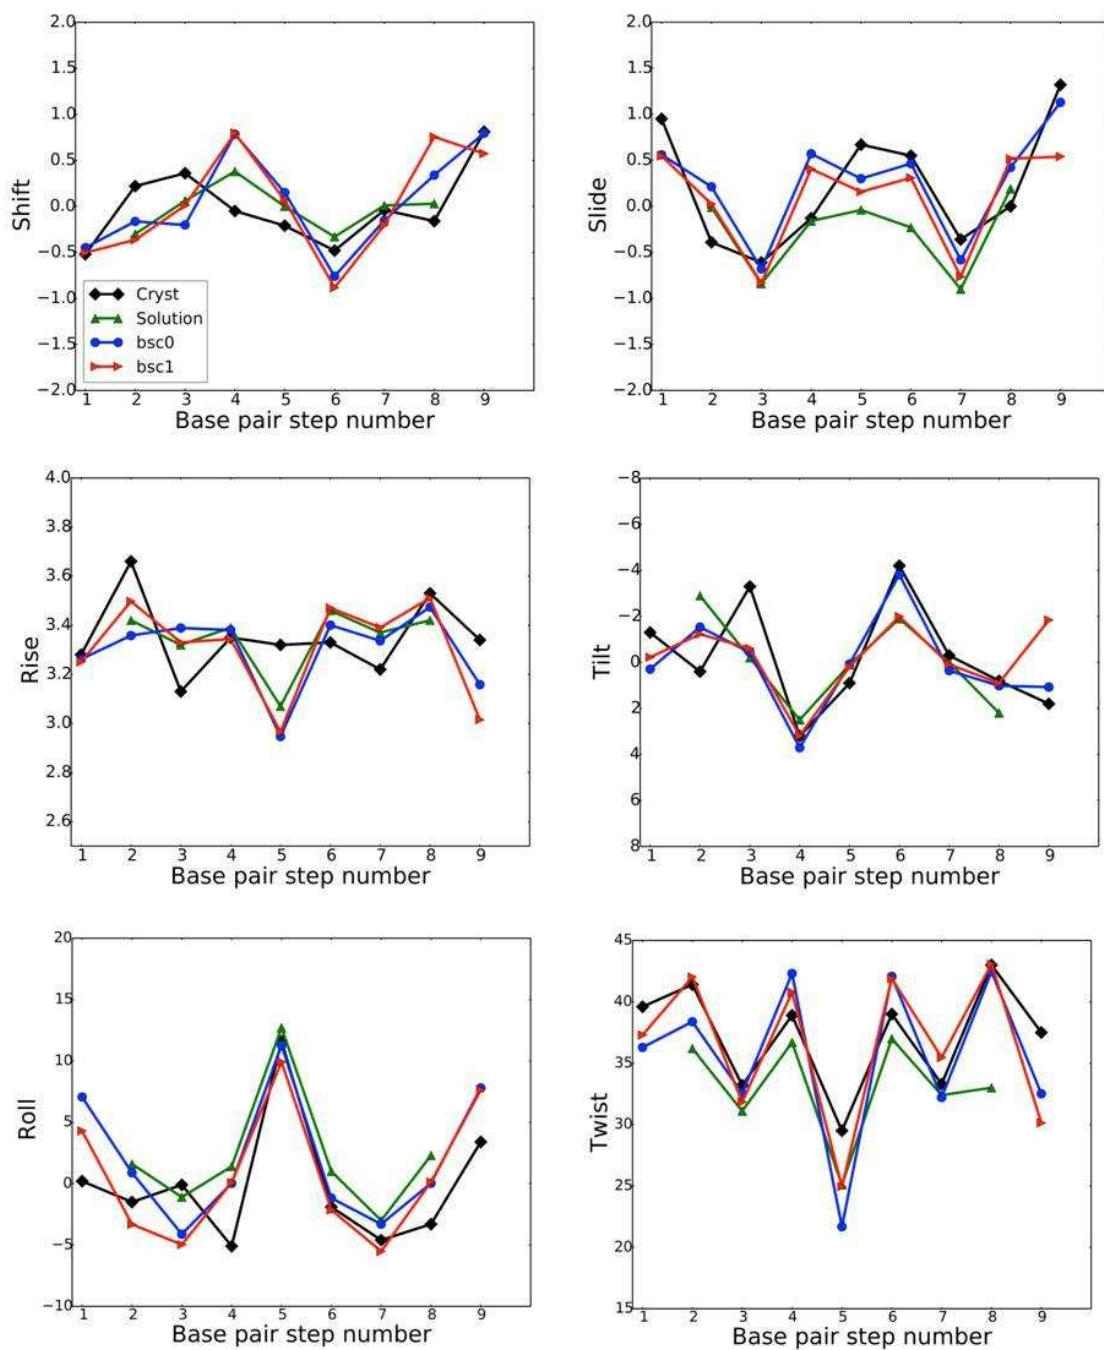 2.0
1.5
1.0
0.5
0.0
−0.5
−1.0
−1.5
−2.0
Shift
Cryst
Solution
bsc0
bsc1
1 2 3 4 5 6 7 8 9
Base pair step number
2.0
1.5
1.0
0.5
0.0
−0.5
−1.0
−1.5
−2.0
Slide
1 2 3 4 5 6 7 8 9
Base pair step number
4.0
3.8
3.6
3.4
3.2
3.0
2.8
2.6
Rise
1 2 3 4 5 6 7 8 9
Base pair step number
−8
−6
−4
−2
0
2
4
6
8
Tilt
1 2 3 4 5 6 7 8 9
Base pair step number
20
15
10
5
0
−5
−10
Roll
1 2 3 4 5 6 7 8 9
Base pair step number
45
40
35
30
25
20
15
Twist
1 2 3 4 5 6 7 8 9
Base pair step number